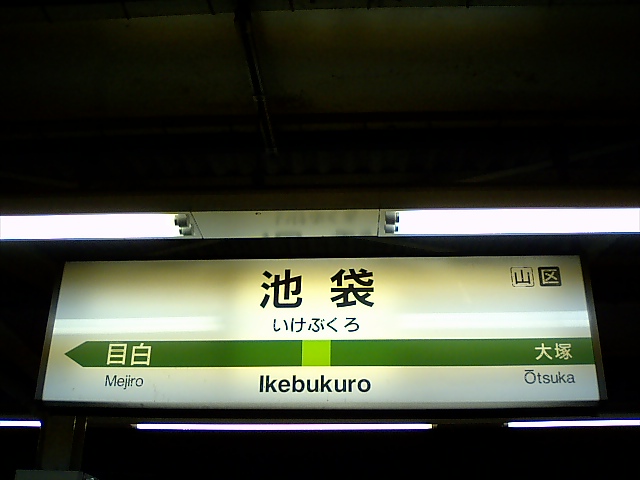 池袋
山区
いけぶくろ
目白
大塚
Mejiro
Ikebukuro
Ōtsuka